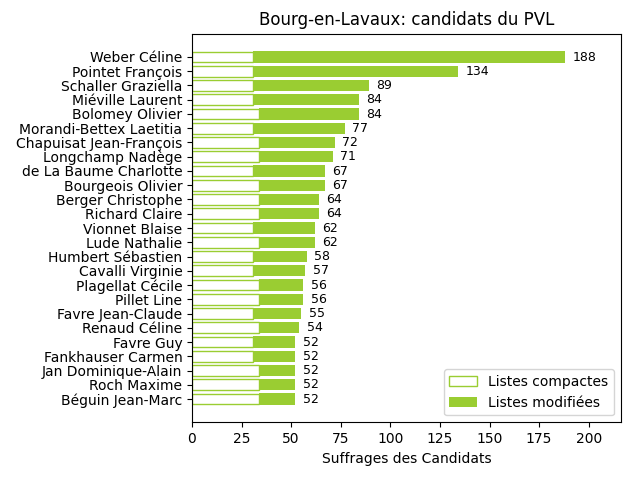 Bourg-en-Lavaux: candidats du PVL
Weber Céline 188
Pointet François 134
Schaller Graziella 89
Miéville Laurent 84
Bolomey Olivier 84
Morandi-Bettex Laetitia 77
Chapuisat Jean-François 72
Longchamp Nadège 71
de La Baume Charlotte 67
Bourgeois Olivier 67
Berger Christophe 64
Richard Claire 64
Vionnet Blaise 62
Lude Nathalie 62
Humbert Sébastien 58
Cavalli Virginie 57
Plagellat Cécile 56
Pillet Line 56
Favre Jean-Claude 55
Renaud Céline 54
Favre Guy 52
Fankhauser Carmen 52
Jan Dominique-Alain 52
Roch Maxime 52
Béguin Jean-Marc 52
Listes compactes
Listes modifiées
0 25 50 75 100 125 150 175 200
Suffrages des Candidats